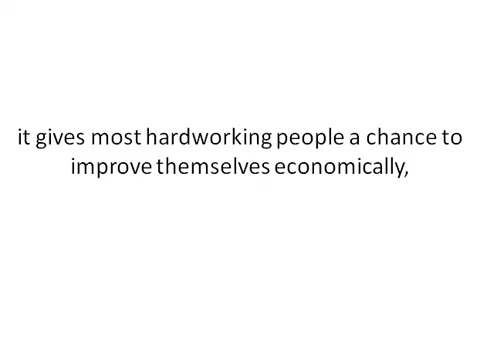 it gives most hardworking people a chance to
improve themselves economically,